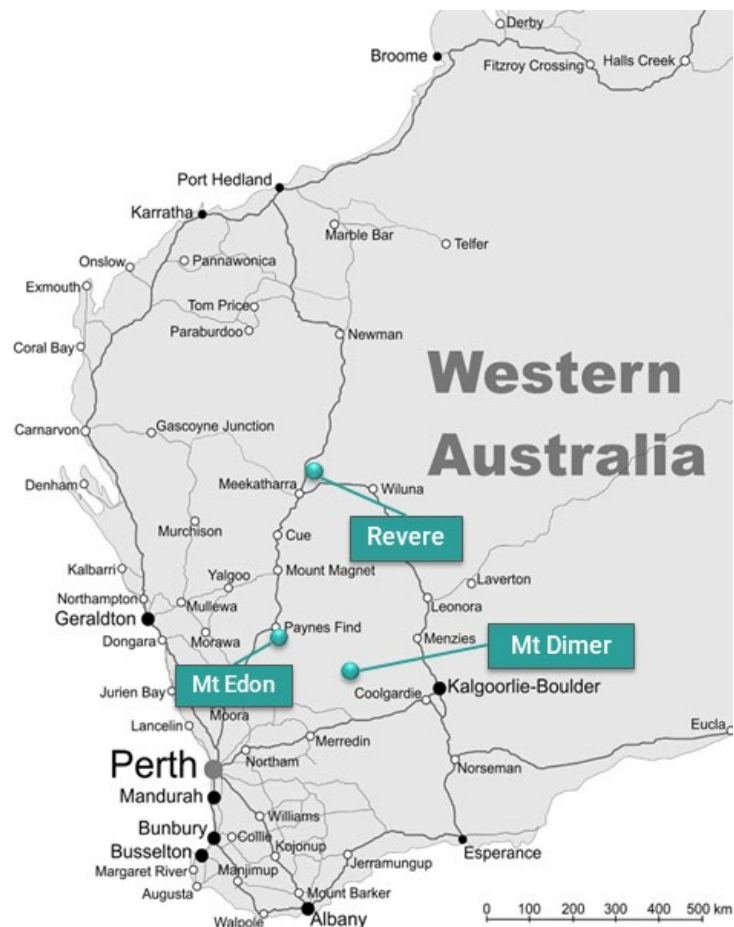 Derby
Broome
Fitzroy Crossing
Halls Creek
Port Hedland
Karratha
Marble Bar
Telfer
Onslow
Pannawonica
Exmouth
Tom Price
Paraburdoo
Newman
Coral Bay
Western
Australia
Carnarvon
Gascoyne Junction
Denham
Meekatharra
Wiluna
Murchison
Revere
Cue
Kalbarri
Yalgoo
Mount Magnet
Laverton
Northampton
Mullewa
Leonora
Geraldton
Morawa
Paynes Find
Menzies
Dongara
Mt Dimer
Mt Edon
Jurien Bay
Moora
Coolgardie
Kalgoorlie-Boulder
Lancelin
Merredin
Eucla
Perth
Northam
Norseman
Mandurah
Williams
Bunbury
Collie
Kojonup
Busselton
Jerramungup
Esperance
Margaret River
Manjimup
Augusta
Mount Barker
Walpole
Albany
0 100 200 300 400 500 km